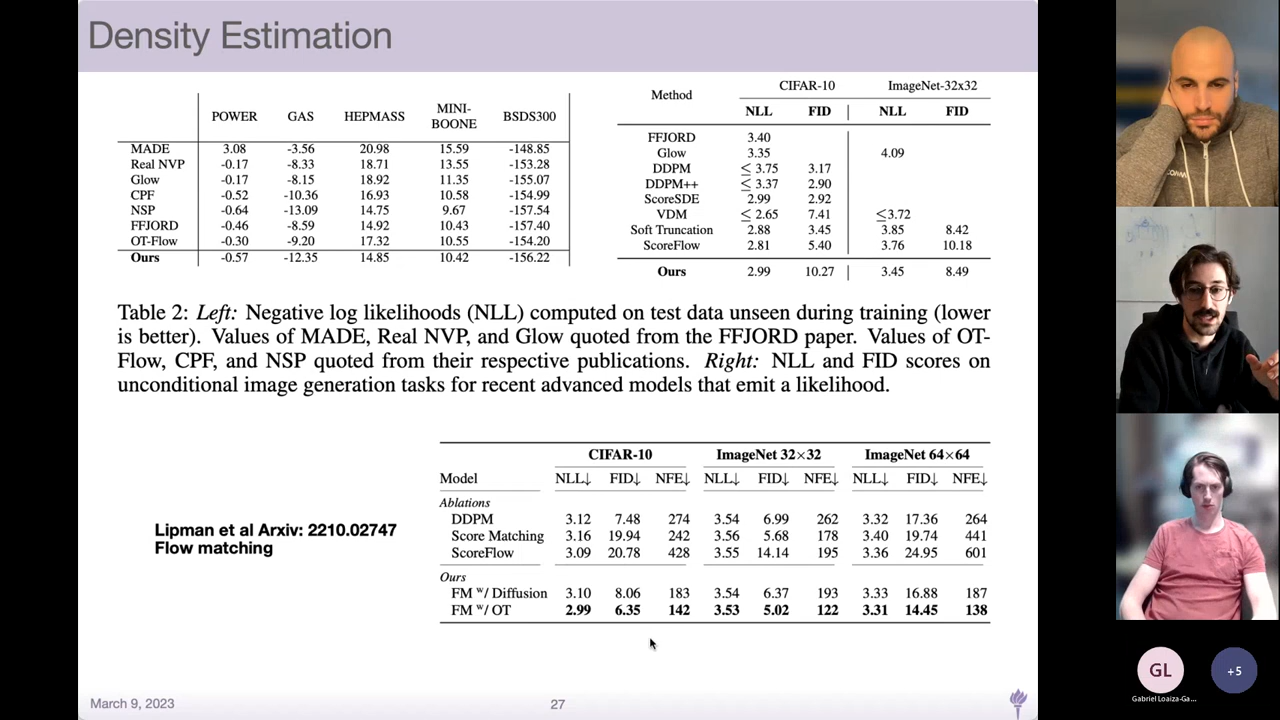 Density Estimation
POWER GAS HEPMASS MINI-BOONE BSDS300
MADE 3.08 -3.56 20.98 15.59 -148.85
Real NVP -0.17 -8.33 18.71 13.55 -153.28
Glow -0.17 -8.15 18.92 11.35 -155.07
CPF -0.52 -10.36 16.93 10.58 -154.99
NSP -0.64 -13.09 14.75 9.67 -157.54
FFJORD -0.46 -8.59 14.92 10.43 -157.40
OT-Flow -0.30 -9.20 17.32 10.55 -154.20
Ours -0.57 -12.35 14.85 10.42 -156.22
Method CIFAR-10 ImageNet-32x32
NLL FID NLL FID
FFJORD 3.40
Glow 3.35 4.09
DDPM ≤ 3.75 3.17
DDPM++ ≤ 3.37 2.90
ScoreSDE 2.99 2.92
VDM ≤ 2.65 7.41 ≤3.72
Soft Truncation 2.88 3.45 3.85 8.42
ScoreFlow 2.81 5.40 3.76 10.18
Ours 2.99 10.27 3.45 8.49
Table 2: Left: Negative log likelihoods (NLL) computed on test data unseen during training (lower
is better). Values of MADE, Real NVP, and Glow quoted from the FFJORD paper. Values of OT-
Flow, CPF, and NSP quoted from their respective publications. Right: NLL and FID scores on
unconditional image generation tasks for recent advanced models that emit a likelihood.
Lipman et al Arxiv: 2210.02747
Flow matching
CIFAR-10 ImageNet 32×32 ImageNet 64×64
Model NLL↓ FID↓ NFE↓ NLL↓ FID↓ NFE↓ NLL↓ FID↓ NFE↓
Ablations
DDPM 3.12 7.48 274 3.54 6.99 262 3.32 17.36 264
Score Matching 3.16 19.94 242 3.56 5.68 178 3.40 19.74 441
ScoreFlow 3.09 20.78 428 3.55 14.14 195 3.36 24.95 601
Ours
FM w/ Diffusion 3.10 8.06 183 3.54 6.37 193 3.33 16.88 187
FM w/ OT 2.99 6.35 142 3.53 5.02 122 3.31 14.45 138
March 9, 2023
27
GL
+5
Gabriel Loaiza-Ga...